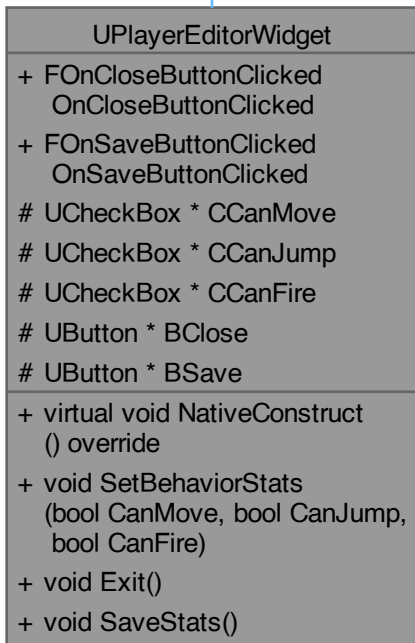 UPlayerEditorWidget
+ FOnCloseButtonClicked
OnCloseButtonClicked
+ FOnSaveButtonClicked
OnSaveButtonClicked
# UCheckBox * CCanMove
# UCheckBox * CCanJump
# UCheckBox * CCanFire
# UButton * BClose
# UButton * BSave
+ virtual void NativeConstruct
() override
+ void SetBehaviorStats
(bool CanMove, bool CanJump,
bool CanFire)
+ void Exit()
+ void SaveStats()